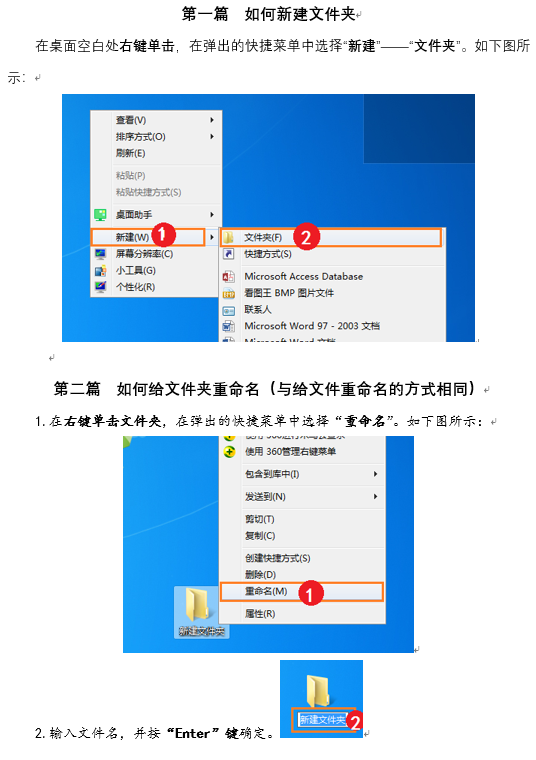 第一篇 如何新建文件夹
在桌面空白处右键单击，在弹出的快捷菜单中选择“新建”——“文件夹”。如下图所
示：
查看(V)
排序方式(O)
刷新(E)
粘贴(P)
粘贴快捷方式(S)
桌面助手
新建(W) 1
屏幕分辨率(C)
小工具(G)
个性化(R)
文件夹(F) 2
快捷方式(S)
Microsoft Access Database
看图王 BMP 图片文件
联系人
Microsoft Word 97 - 2003 文档
第二篇 如何给文件夹重命名（与给文件重命名的方式相同）
1.在右键单击文件夹，在弹出的快捷菜单中选择“重命名”。如下图所示：
使用 360管理右键菜单
包含到库中(I)
发送到(N)
剪切(T)
复制(C)
创建快捷方式(S)
删除(D)
重命名(M) 1
属性(R)
新建文件夹
新建文件夹 2
2.输入文件名，并按“Enter”键确定。